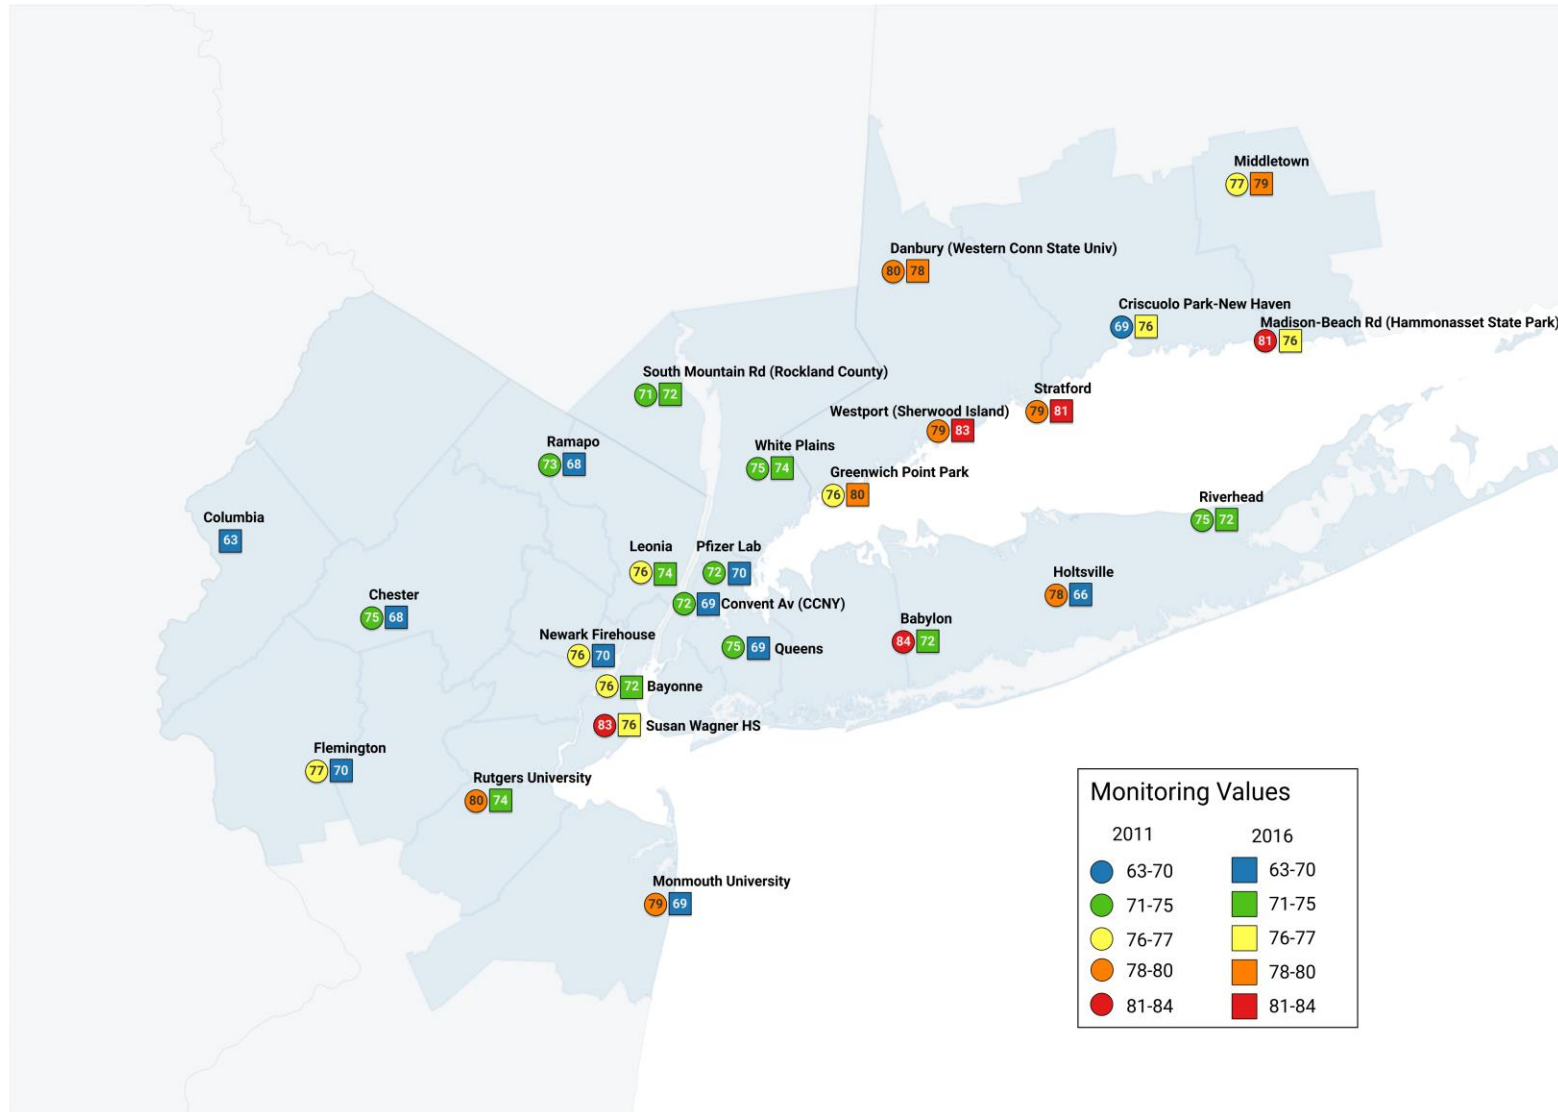 Middletown
77 79
Danbury (Western Conn State Univ)
80 78
Criscuolo Park-New Haven
69 76
Madison-Beach Rd (Hammonasset State Park)
81 76
South Mountain Rd (Rockland County)
71 72
Stratford
79 81
Westport (Sherwood Island)
79 83
Ramapo
73 68
White Plains
75 74
Greenwich Point Park
76 80
Riverhead
75 72
Columbia
63
Leonia
76 74
Pfizer Lab
72 70
Holtsville
78 66
Chester
75 68
72 69 Convent Av (CCNY)
Babylon
84 72
Newark Firehouse
76 70
75 69 Queens
76 72 Bayonne
83 76 Susan Wagner HS
Flemington
77 70
Rutgers University
80 74
Monmouth University
79 69
Monitoring Values
2011 2016
63-70 63-70
71-75 71-75
76-77 76-77
78-80 78-80
81-84 81-84